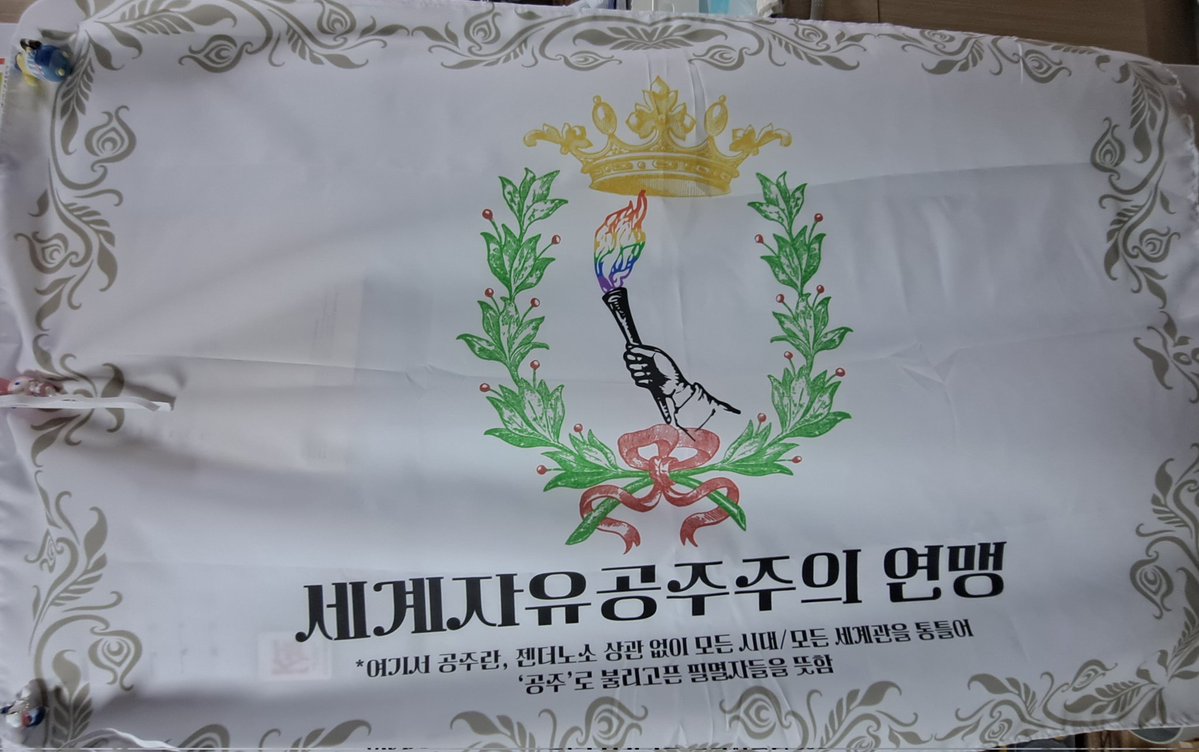 세계자유공주주의 연맹
*여기서 공주란, 젠더노소 상관 없이 모든 시대/모든 세계관을 통틀어
'공주'로 불리고픈 필멸자들을 뜻함